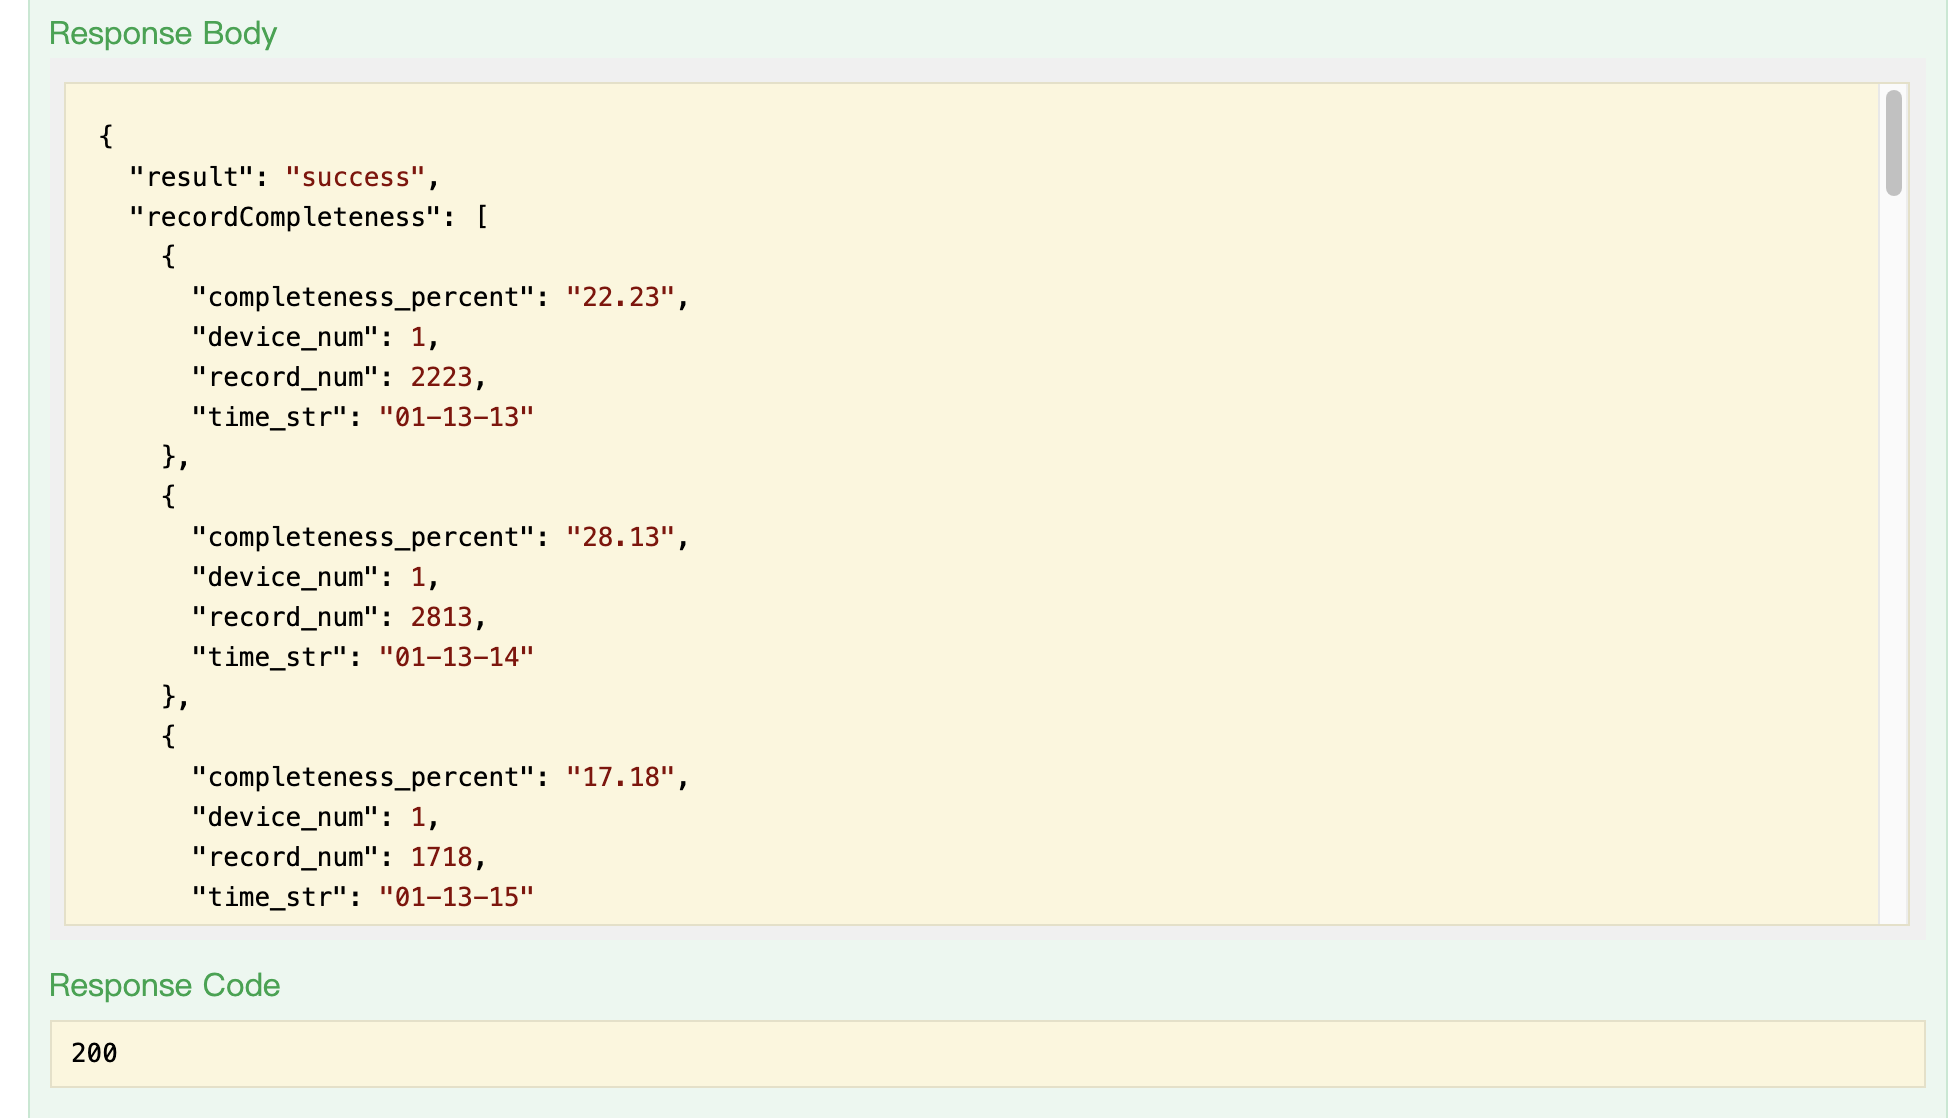 Response Body
{
  "result": "success",
  "recordCompleteness": [
    {
      "completeness_percent": "22.23",
      "device_num": 1,
      "record_num": 2223,
      "time_str": "01-13-13"
    },
    {
      "completeness_percent": "28.13",
      "device_num": 1,
      "record_num": 2813,
      "time_str": "01-13-14"
    },
    {
      "completeness_percent": "17.18",
      "device_num": 1,
      "record_num": 1718,
      "time_str": "01-13-15"
Response Code
200